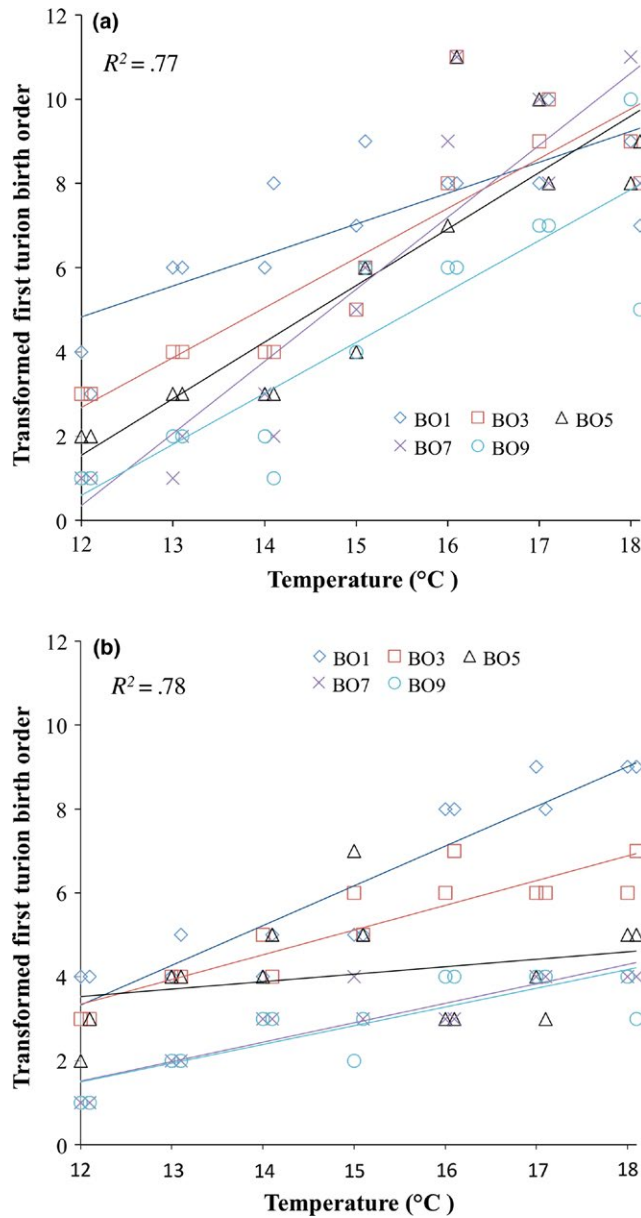 (a)
R² = .77
12
10
8
6
4
2
0
Transformed first turion birth order
BO1 BO3 BO5
BO7 BO9
12 13 14 15 16 17 18
Temperature (°C )
(b)
BO1 BO3 BO5
BO7 BO9
R² = .78
12
10
8
6
4
2
0
Transformed first turion birth order
12 13 14 15 16 17 18
Temperature (°C)